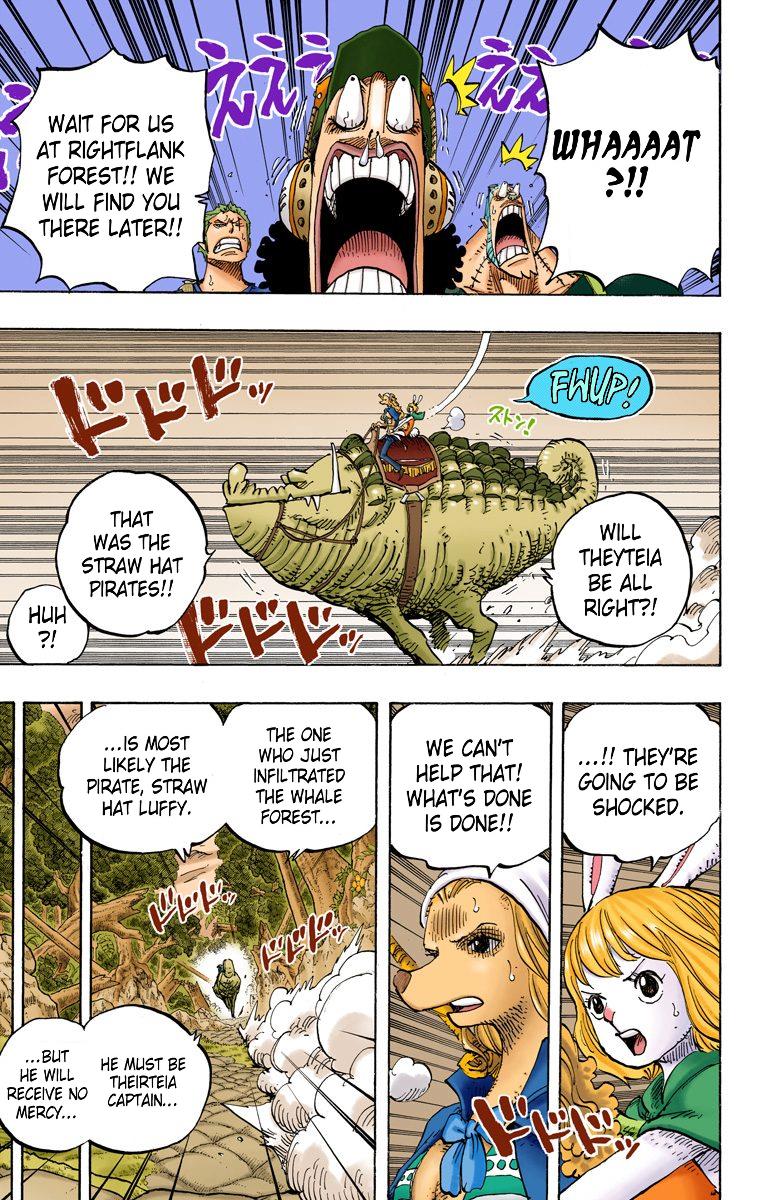 WHAAAAT
?!!
WAIT FOR US
AT RIGHTFLANK
FOREST!! WE
WILL FIND YOU
THERE LATER!!
えええ
えええ
FWUP!
ストン!
ドドドドッ
WILL
THEYTEIA
BE ALL
RIGHT?!
THAT
WAS THE
STRAW HAT
PIRATES!!
HUH
?!
ドドドドッ
...!! THEY'RE
GOING TO BE
SHOCKED.
WE CAN'T
HELP THAT!
WHAT'S DONE
IS DONE!!
ドドドッ
THE ONE
WHO JUST
INFILTRATED
THE WHALE
FOREST...
...IS MOST
LIKELY THE
PIRATE, STRAW
HAT LUFFY.
ドドドッ
ドドドッ
HE MUST BE
THEIRTEIA
CAPTAIN...
...BUT
HE WILL
RECEIVE NO
MERCY...